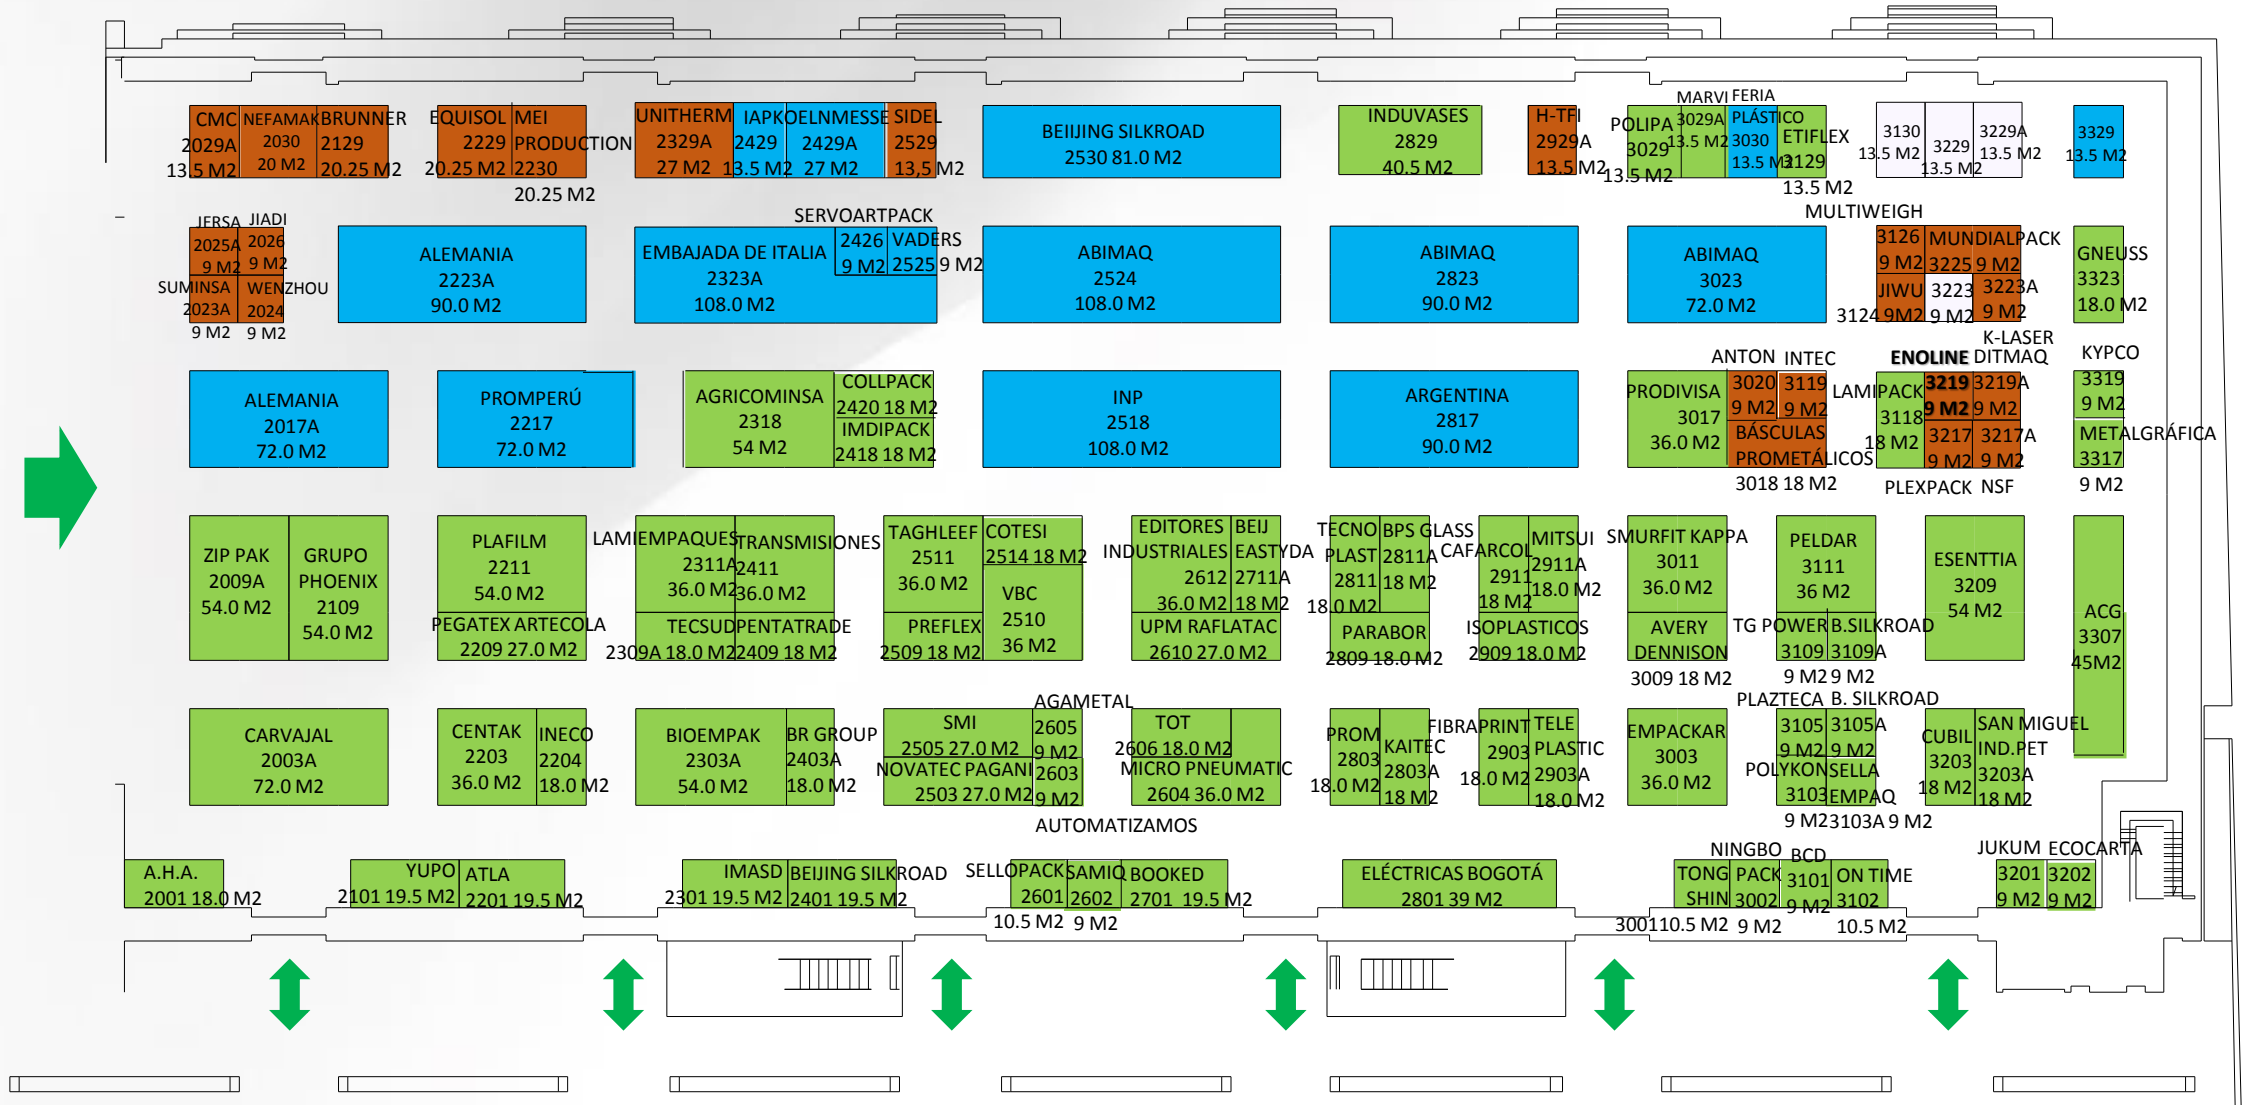 CMC
2029A
13.5 M2
NEFAMAK
2030
20 M2
BRUNNER
2129
20.25 M2
EQUISOL
2229
20.25 M2
MEI
PRODUCTION
2230
20.25 M2
UNITHERM
2329A
27 M2
IAPKOELNMESSE
2429
13.5 M2
2429A
27 M2
SIDEL
2529
13,5 M2
BEIIJING SILKROAD
2530 81.0 M2
INDUVASES
2829
40.5 M2
H-TFI
2929A
13.5 M2
POLIPA
3029
13.5 M2
MARVI
3029A
13.5 M2
FERIA
PLÁSTICO
3030
13.5 M2
ETIFLEX
3129
13.5 M2
3130
13.5 M2
3229
13.5 M2
3229A
13.5 M2
3329
13.5 M2
JERSA
2025A
9 M2
JIADI
2026
9 M2
SUMINSA
2023A
9 M2
WENZHOU
2024
9 M2
ALEMANIA
2223A
90.0 M2
EMBAJADA DE ITALIA
2323A
108.0 M2
SERVOARTPACK
2426
9 M2
VADERS
2525 9 M2
ABIMAQ
2524
108.0 M2
ABIMAQ
2823
90.0 M2
ABIMAQ
3023
72.0 M2
MULTIWEIGH
3126
9 M2
MUNDIALPACK
3225 9 M2
JIWU
3124 9M2
3223
9 M2
3223A
9 M2
K-LASER
GNEUSS
3323
18.0 M2
ALEMANIA
2017A
72.0 M2
PROMPERÚ
2217
72.0 M2
AGRICOMINSA
2318
54 M2
COLLPACK
2420 18 M2
IMDIPACK
2418 18 M2
INP
2518
108.0 M2
ARGENTINA
2817
90.0 M2
PRODIVISA
3017
36.0 M2
ANTON
3020
9 M2
INTEC
3119
9 M2
BÁSCULAS
PROMETÁLICOS
3018 18 M2
LAMIPACK
3118
18 M2
ENOLINE
3219
9 M2
DITMAQ
3219A
9 M2
3217
9 M2
PLEXPACK
3217A
9 M2
NSF
KYPCO
3319
9 M2
METALGRÁFICA
3317
9 M2
ZIP PAK
2009A
54.0 M2
GRUPO
PHOENIX
2109
54.0 M2
PLAFILM
2211
54.0 M2
PEGATEX ARTECOLA
2209 27.0 M2
LAMIEMPAQUES
2311A
36.0 M2
TRANSMISIONES
2411
36.0 M2
TECSUD
2309A 18.0 M2
PENTATRADE
2409 18 M2
TAGHLEEF
2511
36.0 M2
COTESI
2514 18 M2
VBC
2510
36 M2
PREFLEX
2509 18 M2
EDITORES
INDUSTRIALES
2612
36.0 M2
BEIJ
EASTYDA
2711A
18 M2
UPM RAFLATAC
2610 27.0 M2
TECNO
PLAST
2811
18.0 M2
BPS GLASS
2811A
18 M2
PARABOR
2809 18.0 M2
CAFARCOL
2911
18 M2
MITSUI
2911A
18.0 M2
ISOPLASTICOS
2909 18.0 M2
SMURFIT KAPPA
3011
36.0 M2
AVERY
DENNISON
3009 18 M2
PELDAR
3111
36 M2
TG POWER
3109
9 M2
B.SILKROAD
3109A
9 M2
ESENTTIA
3209
54 M2
ACG
3307
45M2
CARVAJAL
2003A
72.0 M2
CENTAK
2203
36.0 M2
INECO
2204
18.0 M2
BIOEMPAK
2303A
54.0 M2
BR GROUP
2403A
18.0 M2
SMI
2505 27.0 M2
AGAMETAL
2605
9 M2
NOVATEC PAGANI
2503 27.0 M2
2603
9 M2
AUTOMATIZAMOS
TOT
2606 18.0 M2
MICRO PNEUMATIC
2604 36.0 M2
PROM
2803
18.0 M2
KAITEC
2803A
18 M2
FIBRAPRINT
2903
18.0 M2
TELE
PLASTIC
2903A
18.0 M2
EMPACKAR
3003
36.0 M2
PLAZTECA
3105
9 M2
B. SILKROAD
3105A
9 M2
POLYKON
3103
9 M2
SELLA
EMPAQ
3103A 9 M2
CUBIL
3203
18 M2
SAN MIGUEL
IND.PET
3203A
18 M2
A.H.A.
2001 18.0 M2
YUPO
2101 19.5 M2
ATLA
2201 19.5 M2
IMASD
2301 19.5 M2
BEIJING SILKROAD
2401 19.5 M2
SELLOPACK
2601
10.5 M2
SAMIQ
2602
9 M2
BOOKED
2701 19.5 M2
ELÉCTRICAS BOGOTÁ
2801 39 M2
TONG
SHIN
300110.5 M2
NINGBO
PACK
3002
9 M2
BCD
3101
9 M2
ON TIME
3102
10.5 M2
JUKUM
3201
9 M2
ECOCARTA
3202
9 M2